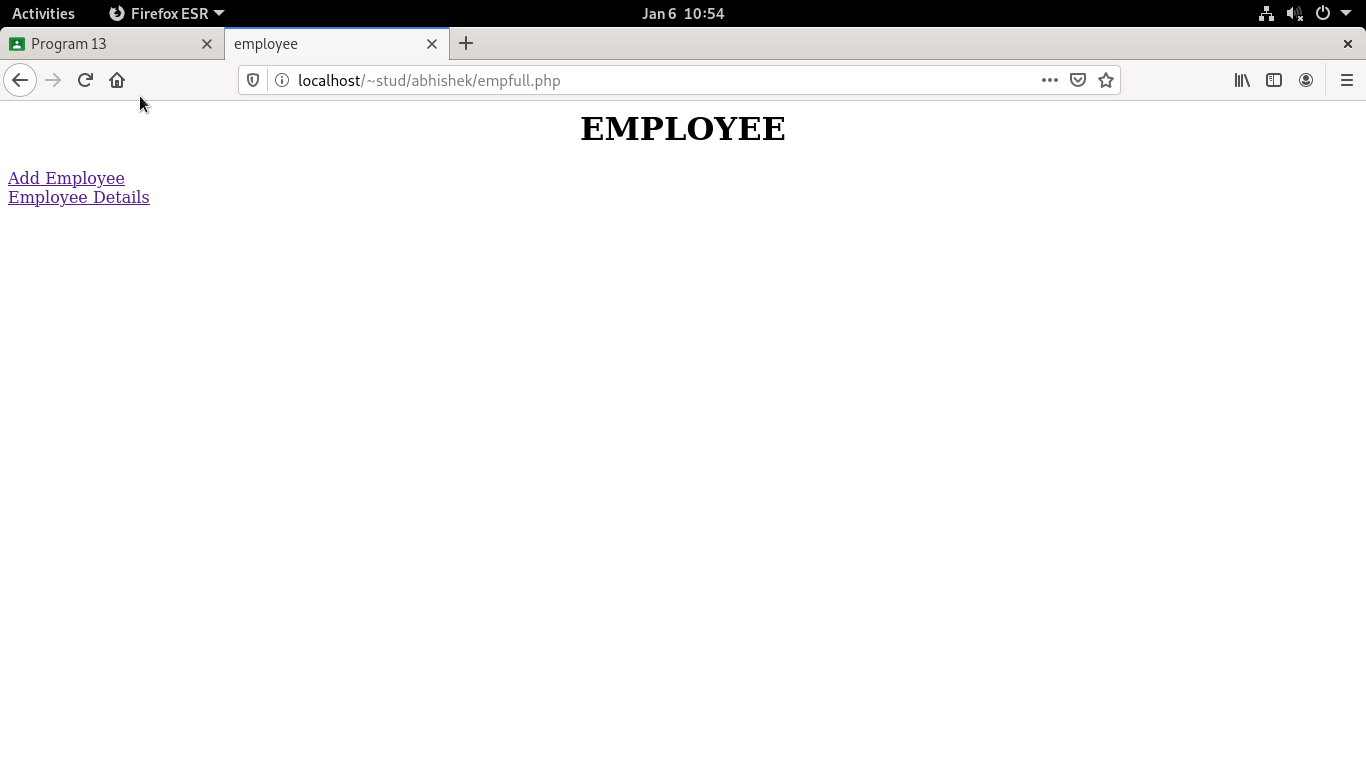 Activities Firefox ESR Jan 6 10:54
Program 13 employee
localhost/~stud/abhishek/empfull.php
EMPLOYEE
Add Employee
Employee Details